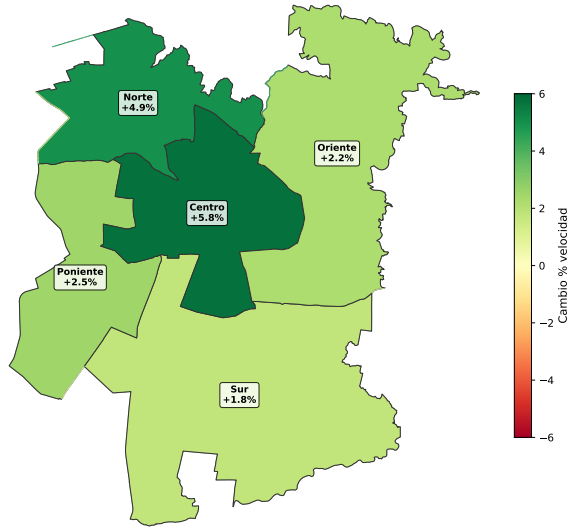 Norte
+4.9%
Oriente
+2.2%
Centro
+5.8%
Poniente
+2.5%
Sur
+1.8%
6
4
2
0
−2
−4
−6
Cambio % velocidad